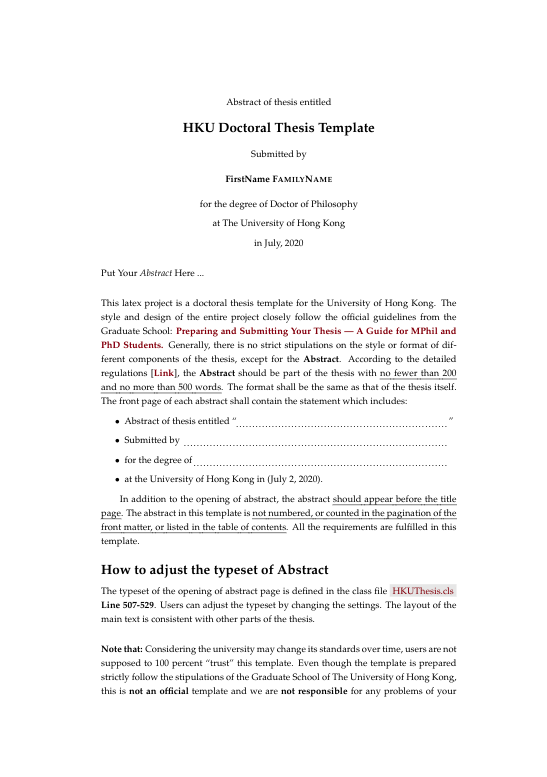 Abstract of thesis entitled
HKU Doctoral Thesis Template
Submitted by
FirstName FAMILYNAME
for the degree of Doctor of Philosophy
at The University of Hong Kong
in July, 2020
Put Your Abstract Here ...
This latex project is a doctoral thesis template for the University of Hong Kong. The
style and design of the entire project closely follow the official guidelines from the
Graduate School: Preparing and Submitting Your Thesis — A Guide for MPhil and
PhD Students. Generally, there is no strict stipulations on the style or format of dif-
ferent components of the thesis, except for the Abstract. According to the detailed
regulations [Link], the Abstract should be part of the thesis with no fewer than 200
and no more than 500 words. The format shall be the same as that of the thesis itself.
The front page of each abstract shall contain the statement which includes:
• Abstract of thesis entitled “........................................................”
• Submitted by ........................................................
• for the degree of ........................................................
• at the University of Hong Kong in (July 2, 2020).
In addition to the opening of abstract, the abstract should appear before the title
page. The abstract in this template is not numbered, or counted in the pagination of the
front matter, or listed in the table of contents. All the requirements are fulfilled in this
template.
How to adjust the typeset of Abstract
The typeset of the opening of abstract page is defined in the class file HKUThesis.cls
Line 507-529. Users can adjust the typeset by changing the settings. The layout of the
main text is consistent with other parts of the thesis.
Note that: Considering the university may change its standards over time, users are not
supposed to 100 percent “trust” this template. Even though the template is prepared
strictly follow the stipulations of the Graduate School of The University of Hong Kong,
this is not an official template and we are not responsible for any problems of your